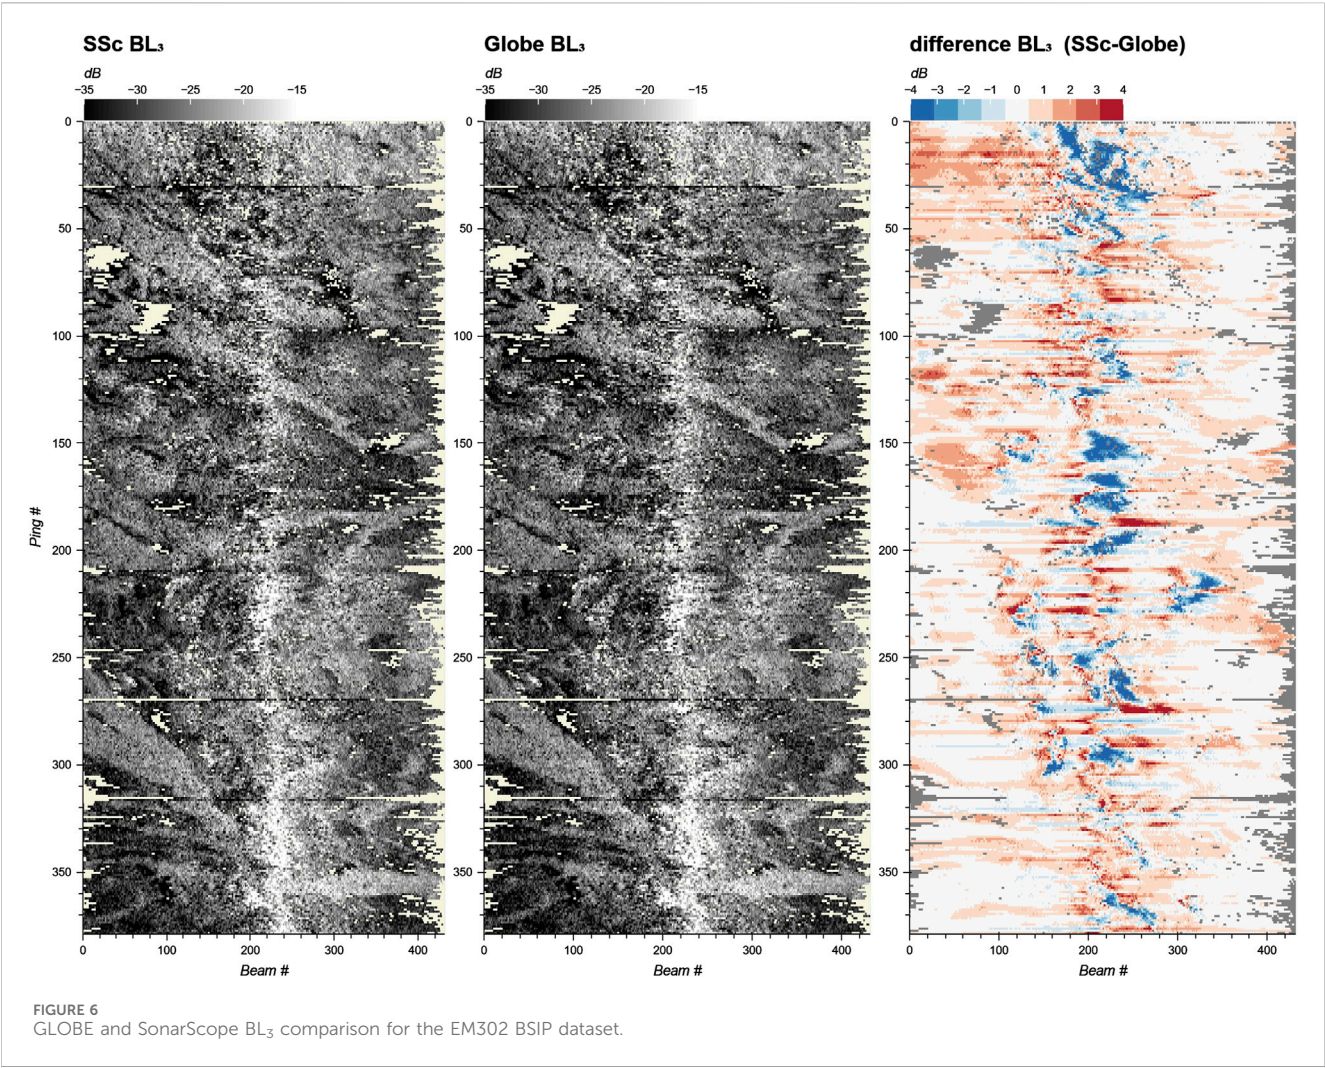 SSc BL₃
Globe BL₃
difference BL₃ (SSc-Globe)
dB
dB
dB
−35 −30 −25 −20 −15
−35 −30 −25 −20 −15
−4 −3 −2 −1 0 1 2 3 4
0 0 0
50 50 50
100 100 100
150 150 150
200 200 200
250 250 250
300 300 300
350 350 350
Ping #
0 100 200 300 400
0 100 200 300 400
0 100 200 300 400
Beam #
Beam #
Beam #
FIGURE 6
GLOBE and SonarScope BL₃ comparison for the EM302 BSIP dataset.